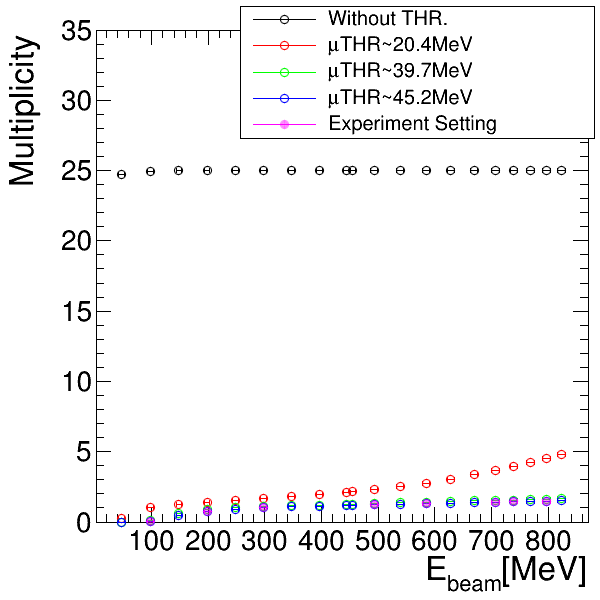 Without THR.
μTHR~20.4MeV
μTHR~39.7MeV
μTHR~45.2MeV
Experiment Setting
Multiplicity
35
30
25
20
15
10
5
0
100 200 300 400 500 600 700 800
E_beam[MeV]